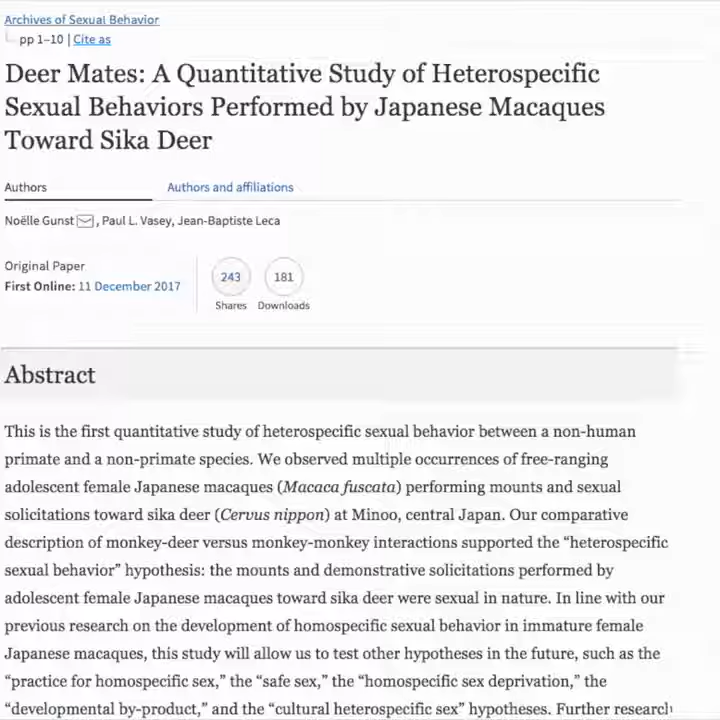 Archives of Sexual Behavior
pp 1–10 | Cite as
Deer Mates: A Quantitative Study of Heterospecific
Sexual Behaviors Performed by Japanese Macaques
Toward Sika Deer
Authors Authors and affiliations
Noëlle Gunst , Paul L. Vasey, Jean-Baptiste Leca
Original Paper
First Online: 11 December 2017
243 181
Shares Downloads
Abstract
This is the first quantitative study of heterospecific sexual behavior between a non-human
primate and a non-primate species. We observed multiple occurrences of free-ranging
adolescent female Japanese macaques (Macaca fuscata) performing mounts and sexual
solicitations toward sika deer (Cervus nippon) at Minoo, central Japan. Our comparative
description of monkey-deer versus monkey-monkey interactions supported the “heterospecific
sexual behavior” hypothesis: the mounts and demonstrative solicitations performed by
adolescent female Japanese macaques toward sika deer were sexual in nature. In line with our
previous research on the development of homospecific sexual behavior in immature female
Japanese macaques, this study will allow us to test other hypotheses in the future, such as the
“practice for homospecific sex,” the “safe sex,” the “homospecific sex deprivation,” the
“developmental by-product,” and the “cultural heterospecific sex” hypotheses. Further research